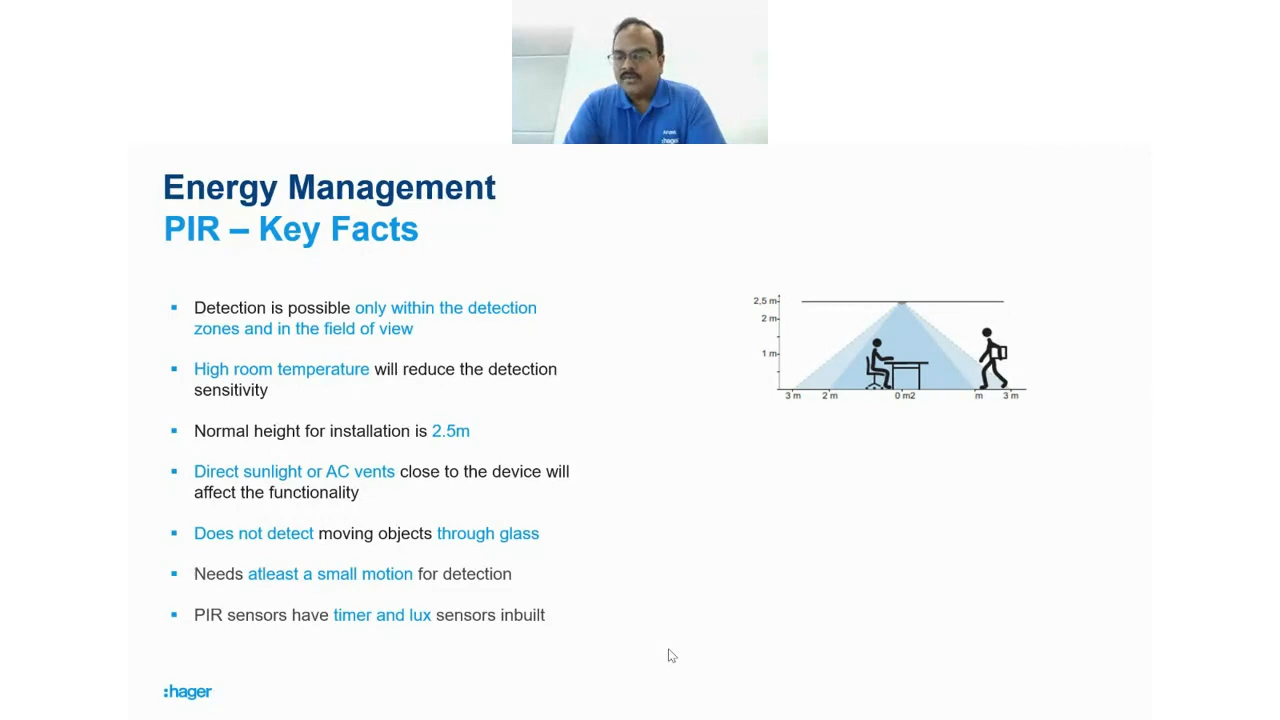 :hager
Energy Management
PIR – Key Facts
▪ Detection is possible only within the detection
zones and in the field of view
▪ High room temperature will reduce the detection
sensitivity
▪ Normal height for installation is 2.5m
▪ Direct sunlight or AC vents close to the device will
affect the functionality
▪ Does not detect moving objects through glass
▪ Needs atleast a small motion for detection
▪ PIR sensors have timer and lux sensors inbuilt
2,5 m
2 m
1 m
3 m 2 m 0 m2 m 3 m
:hager